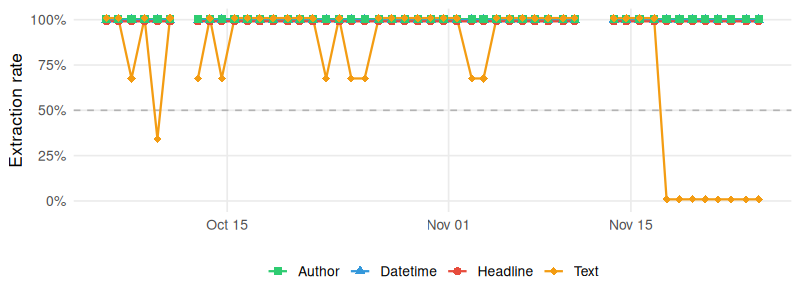 Extraction rate
100%
75%
50%
25%
0%
Oct 15 Nov 01 Nov 15
Author Datetime Headline Text